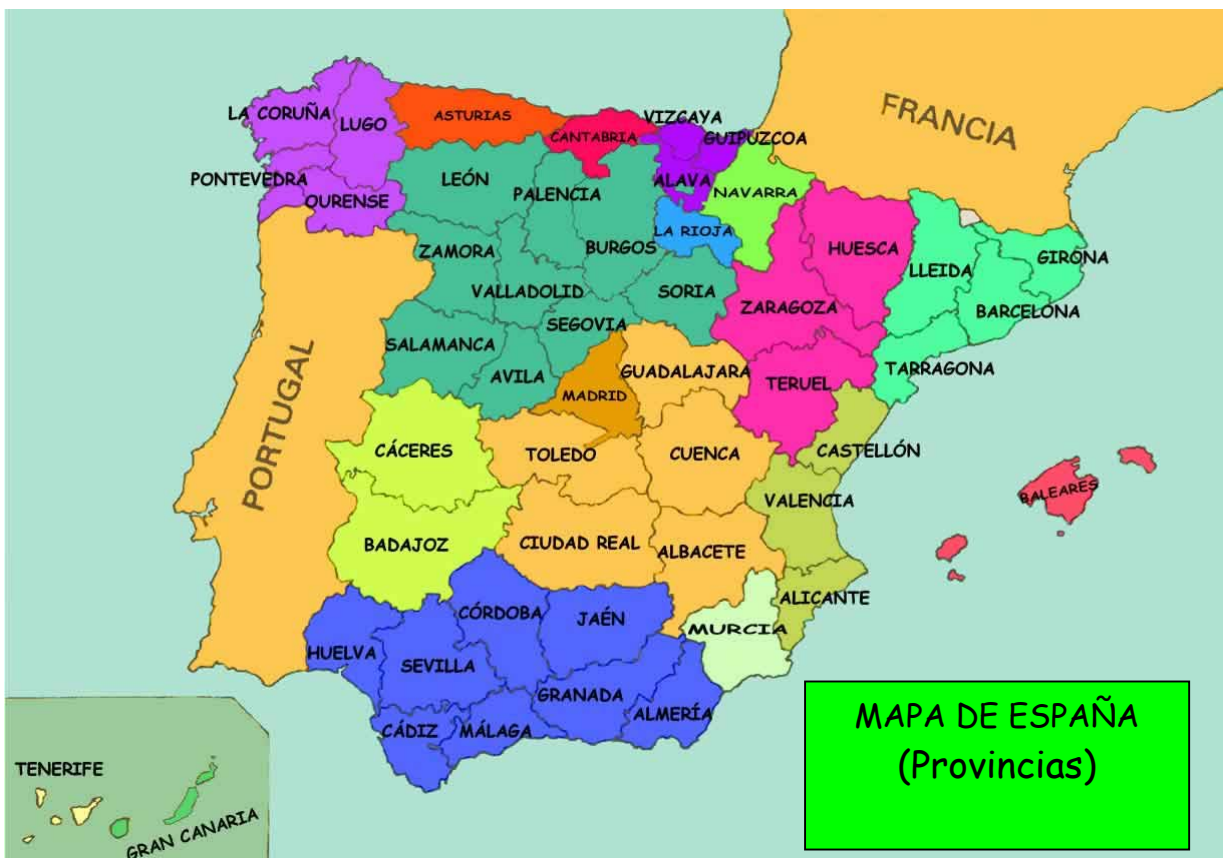 FRANCIA
LA CORUÑA
LUGO
ASTURIAS
CANTABRIA
VIZCAYA
GUIPUZCOA
ALAVA
NAVARRA
PONTEVEDRA
OURENSE
LEÓN
PALENCIA
BURGOS
LA RIOJA
HUESCA
LLEIDA
GIRONA
BARCELONA
ZAMORA
VALLADOLID
SORIA
ZARAGOZA
SEGOVIA
SALAMANCA
AVILA
MADRID
GUADALAJARA
TERUEL
TARRAGONA
PORTUGAL
CÁCERES
TOLEDO
CUENCA
CASTELLÓN
VALENCIA
BALEARES
BADAJOZ
CIUDAD REAL
ALBACETE
ALICANTE
MURCIA
CÓRDOBA
JAÉN
HUELVA
SEVILLA
GRANADA
ALMERÍA
CÁDIZ
MÁLAGA
TENERIFE
GRAN CANARIA
MAPA DE ESPAÑA
(Provincias)